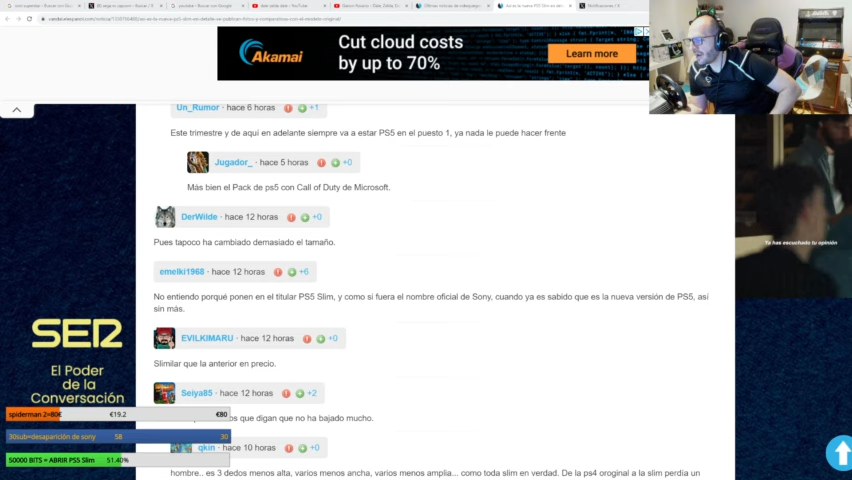 Akamai
Cut cloud costs
by up to 70%
Learn more
Un_Rumor · hace 6 horas +1
Este trimestre y de aquí en adelante siempre va a estar PS5 en el puesto 1, ya nada le puede hacer frente
Jugador_ · hace 5 horas +0
Más bien el Pack de ps5 con Call of Duty de Microsoft.
DerWilde · hace 12 horas +0
Pues tapoco ha cambiado demasiado el tamaño.
emelki1968 · hace 12 horas +6
No entiendo porqué ponen en el titular PS5 Slim, y como si fuera el nombre oficial de Sony, cuando ya es sabido que es la nueva versión de PS5, así
sin más.
EVILKIMARU · hace 12 horas +0
Slimilar que la anterior en precio.
Seiya85 · hace 12 horas +2
que digan que no ha bajado mucho.
qkin · hace 10 horas +0
hombre.. es 3 dedos menos alta, varios menos ancha, varios menos amplia... como toda slim en verdad. De la ps4 oroginal a la slim perdía un
Ya has escuchado tu opinión
SER
El Poder
de la
Conversación
spiderman 2=80€ €19.2 €80
30sub=desaparición de sony 58 30
50000 BITS = ABRIR PS5 Slim 51.40%